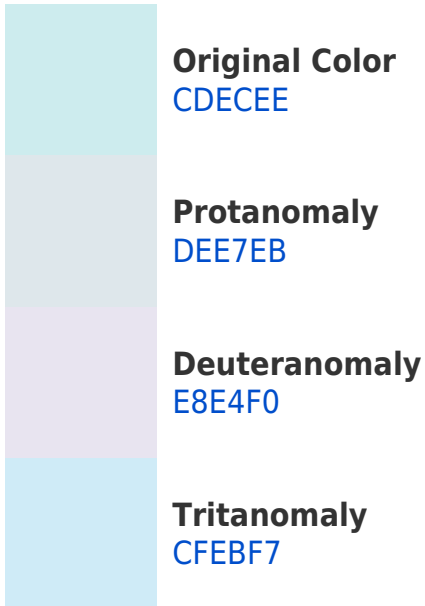 Original Color
CDECEE
Protanomaly
DEE7EB
Deuteranomaly
E8E4F0
Tritanomaly
CFEBF7